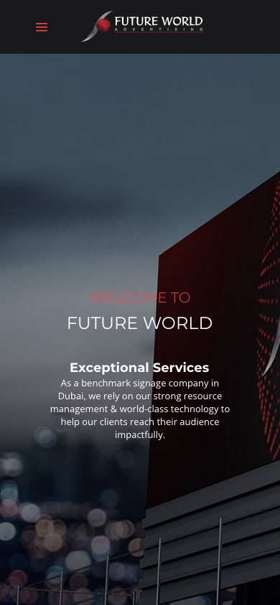 FUTURE WORLD
ADVERTISING
WELCOME TO
FUTURE WORLD
Exceptional Services
As a benchmark signage company in
Dubai, we rely on our strong resource
management & world-class technology to
help our clients reach their audience
impactfully.